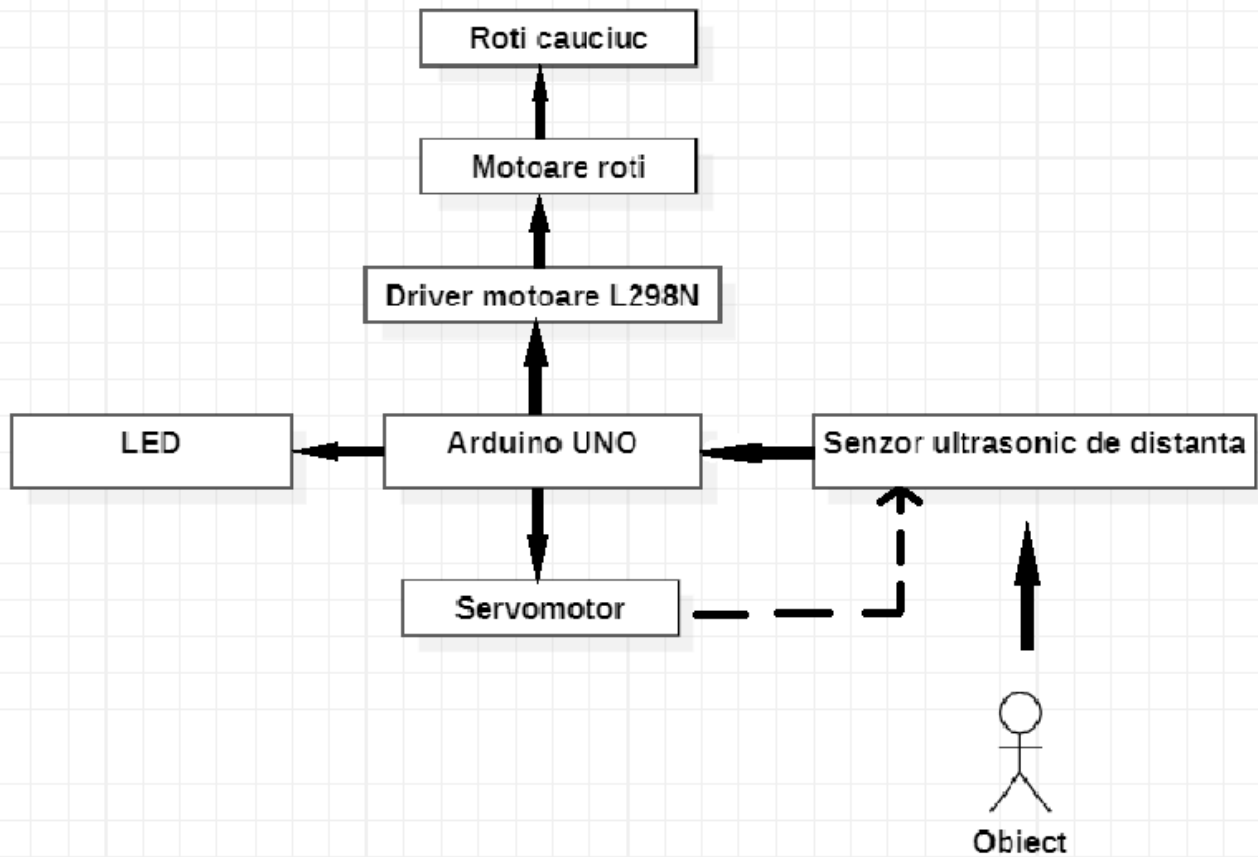 Roti cauciuc
Motoare roti
Driver motoare L298N
LED
Arduino UNO
Senzor ultrasonic de distanta
Servomotor
Obiect